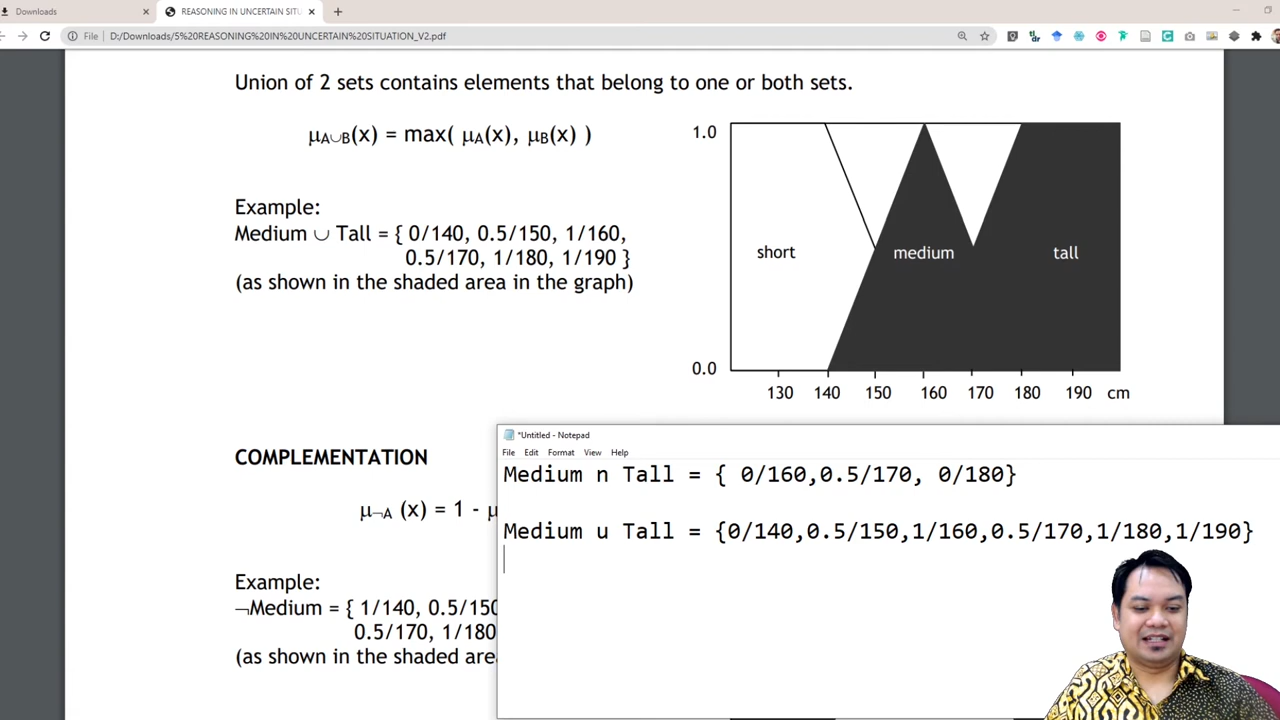 Downloads
REASONING IN UNCERTAIN SITU
File
D:/Downloads/5%20REASONING%20IN%20UNCERTAIN%20SITUATION_V2.pdf
Union of 2 sets contains elements that belong to one or both sets.
μA∪B(x) = max( μA(x), μB(x) )
Example:
Medium ∪ Tall = { 0/140, 0.5/150, 1/160,
0.5/170, 1/180, 1/190 }
(as shown in the shaded area in the graph)
1.0
short
medium
tall
0.0
130 140 150 160 170 180 190 cm
COMPLEMENTATION
μ¬A (x) = 1 - μ
Example:
¬Medium = { 1/140, 0.5/150
0.5/170, 1/180
(as shown in the shaded are
*Untitled - Notepad
File Edit Format View Help
Medium n Tall = { 0/160,0.5/170, 0/180}
Medium u Tall = {0/140,0.5/150,1/160,0.5/170,1/180,1/190}